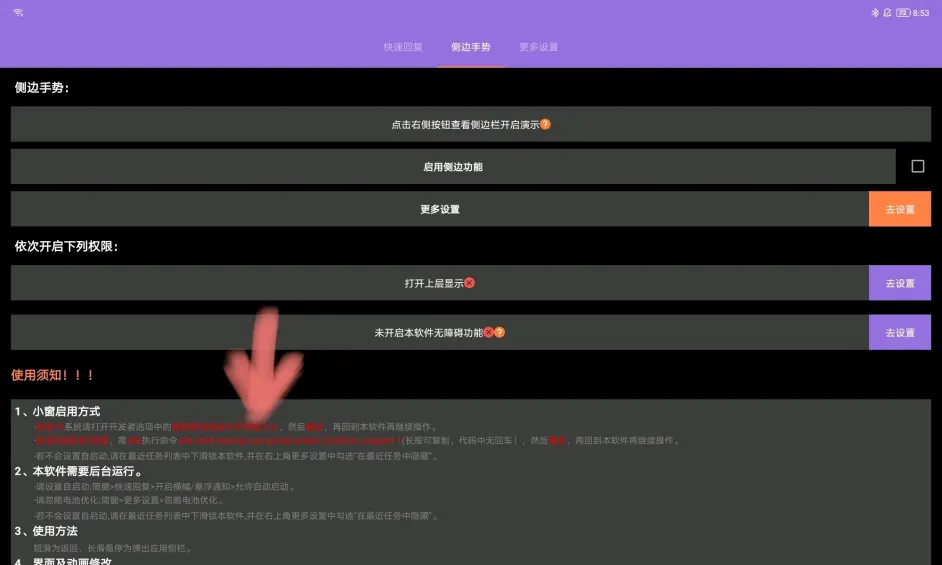 8:53
快速回复 侧边手势 更多设置
侧边手势：
点击右侧按钮查看侧边栏开启演示
启用侧边功能
更多设置 去设置
依次开启下列权限：
打开上层显示 去设置
未开启本软件无障碍功能 去设置
使用须知！！！
1、小窗启用方式
系统请打开开发者选项中的 ，然后 ，再回到本软件再继续操作。
执行命令 （长按可复制，代码中无回车），然后 ，再回到本软件再继续操作。
-若不会设置自启动,请在最近任务列表中下滑锁本软件,并在右上角更多设置中勾选“在最近任务中隐藏”。
2、本软件需要后台运行。
-请设置自启动:简窗>快速回复>开启横幅/悬浮通知>允许自动启动。
-请忽略电池优化:简窗>更多设置>忽略电池优化。
-若不会设置自启动,请在最近任务列表中下滑锁本软件,并在右上角更多设置中勾选“在最近任务中隐藏”。
3、使用方法
短滑为返回，长滑悬停为弹出应用侧栏。
4、界面及动画修改